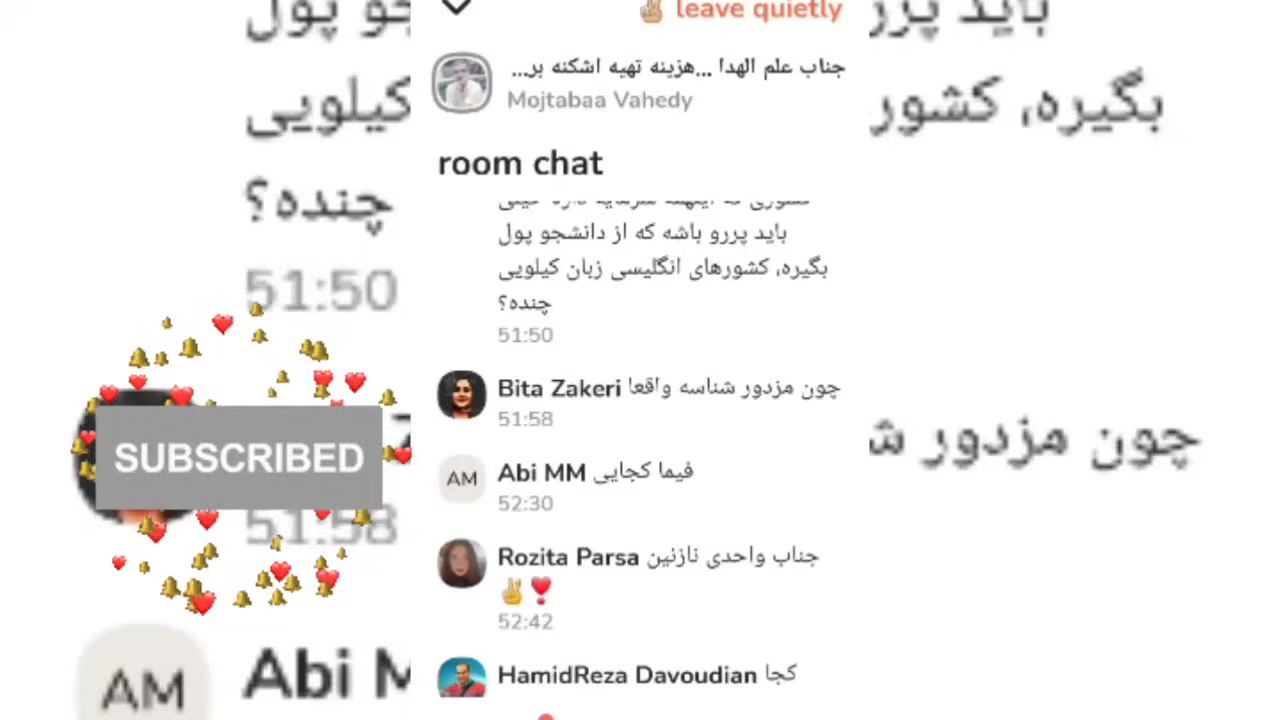 leave quietly
جناب علم الهدا ...هزینه تهیه اشکنه بر...
Mojtabaa Vahedy
room chat
باید پررو باشه که از دانشجو پول
بگیره، کشورهای انگلیسی زبان کیلویی
چنده؟
51:50
Bita Zakeri چون مزدور شناسه واقعا
51:58
AM
Abi MM فیما کجایی
52:30
Rozita Parsa جناب واحدی نازنین
✌️❣️
52:42
HamidReza Davoudian کجا
باید پرر
جو پول
بگیره، کشور
کیلویی
چنده؟
51:50
SUBSCRIBED
چون مزدور ش
51:58
AM
Abi M